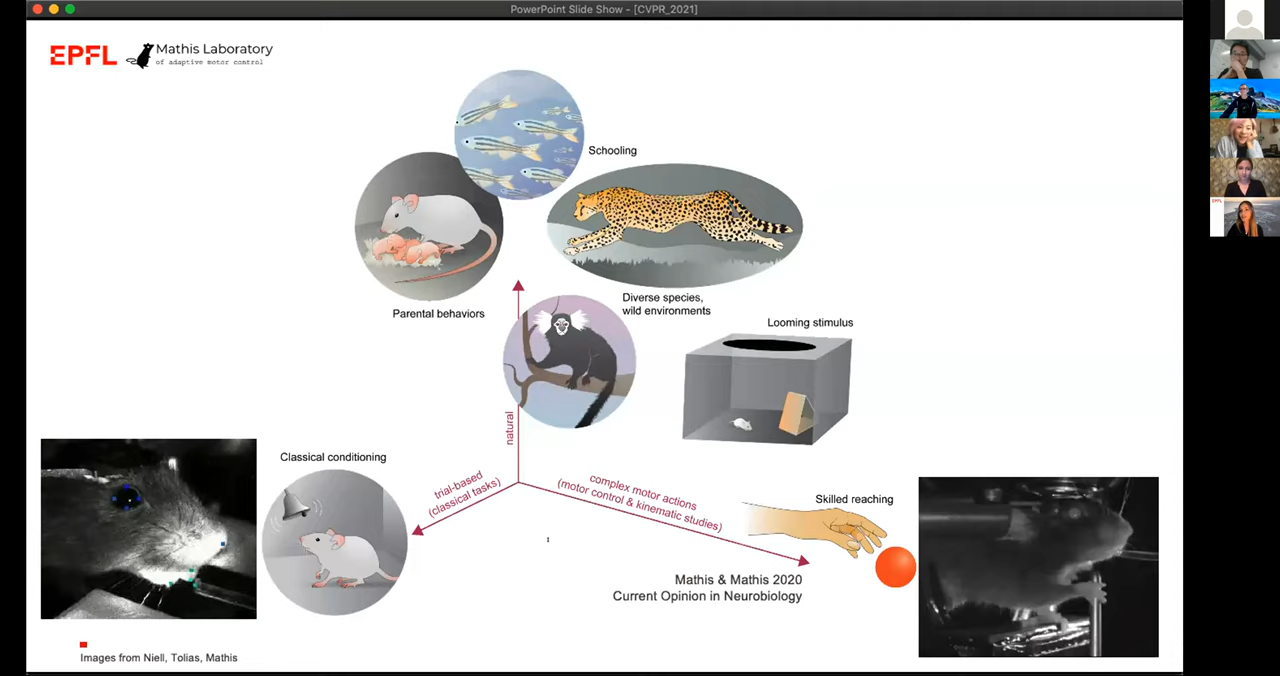 PowerPoint Slide Show - [CVPR_2021]
EPFL
Mathis Laboratory
of adaptive motor control
Schooling
Parental behaviors
Diverse species,
wild environments
Looming stimulus
natural
Classical conditioning
trial-based
(classical tasks)
complex motor actions
(motor control & kinematic studies)
Skilled reaching
Mathis & Mathis 2020
Current Opinion in Neurobiology
Images from Niell, Tolias, Mathis
EPFL